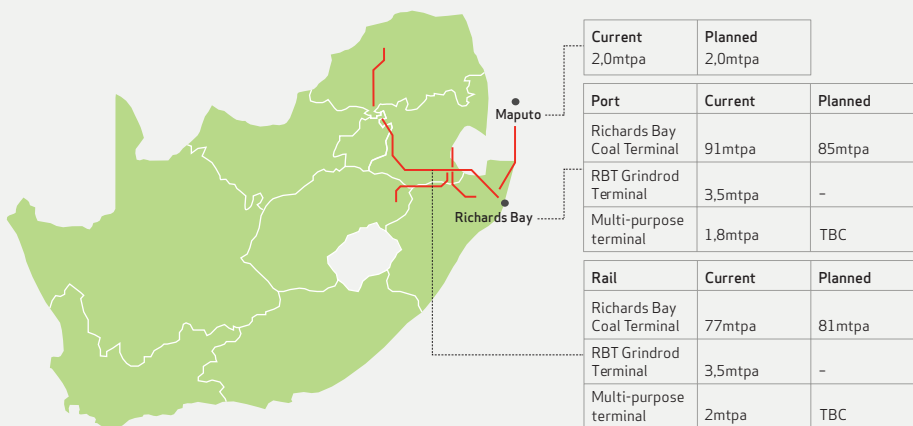 Current Planned
2,0mtpa 2,0mtpa
Maputo
Richards Bay
Port Current Planned
Richards Bay
Coal Terminal 91mtpa 85mtpa
RBT Grindrod
Terminal 3,5mtpa –
Multi-purpose
terminal 1,8mtpa TBC
Rail Current Planned
Richards Bay
Coal Terminal 77mtpa 81mtpa
RBT Grindrod
Terminal 3,5mtpa –
Multi-purpose
terminal 2mtpa TBC